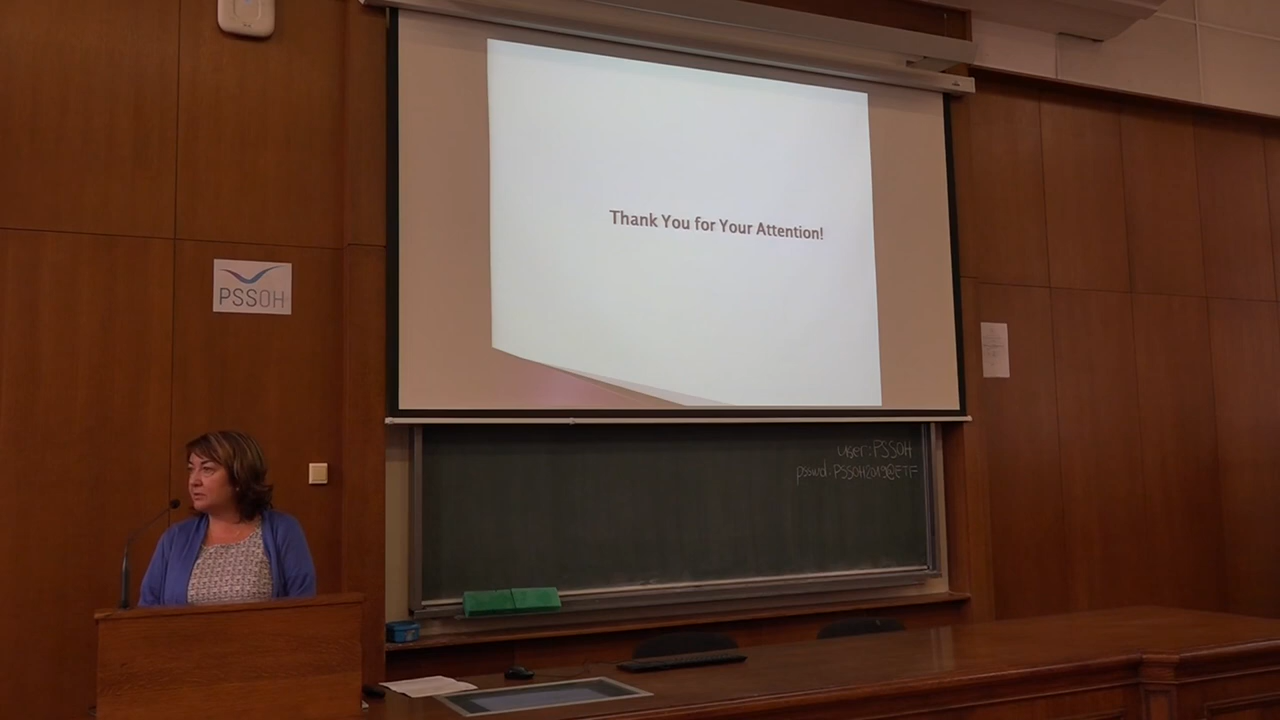 Thank You for Your Attention!
PSSOH
user: PSSOH
psswd: PSSOH2019@ETF